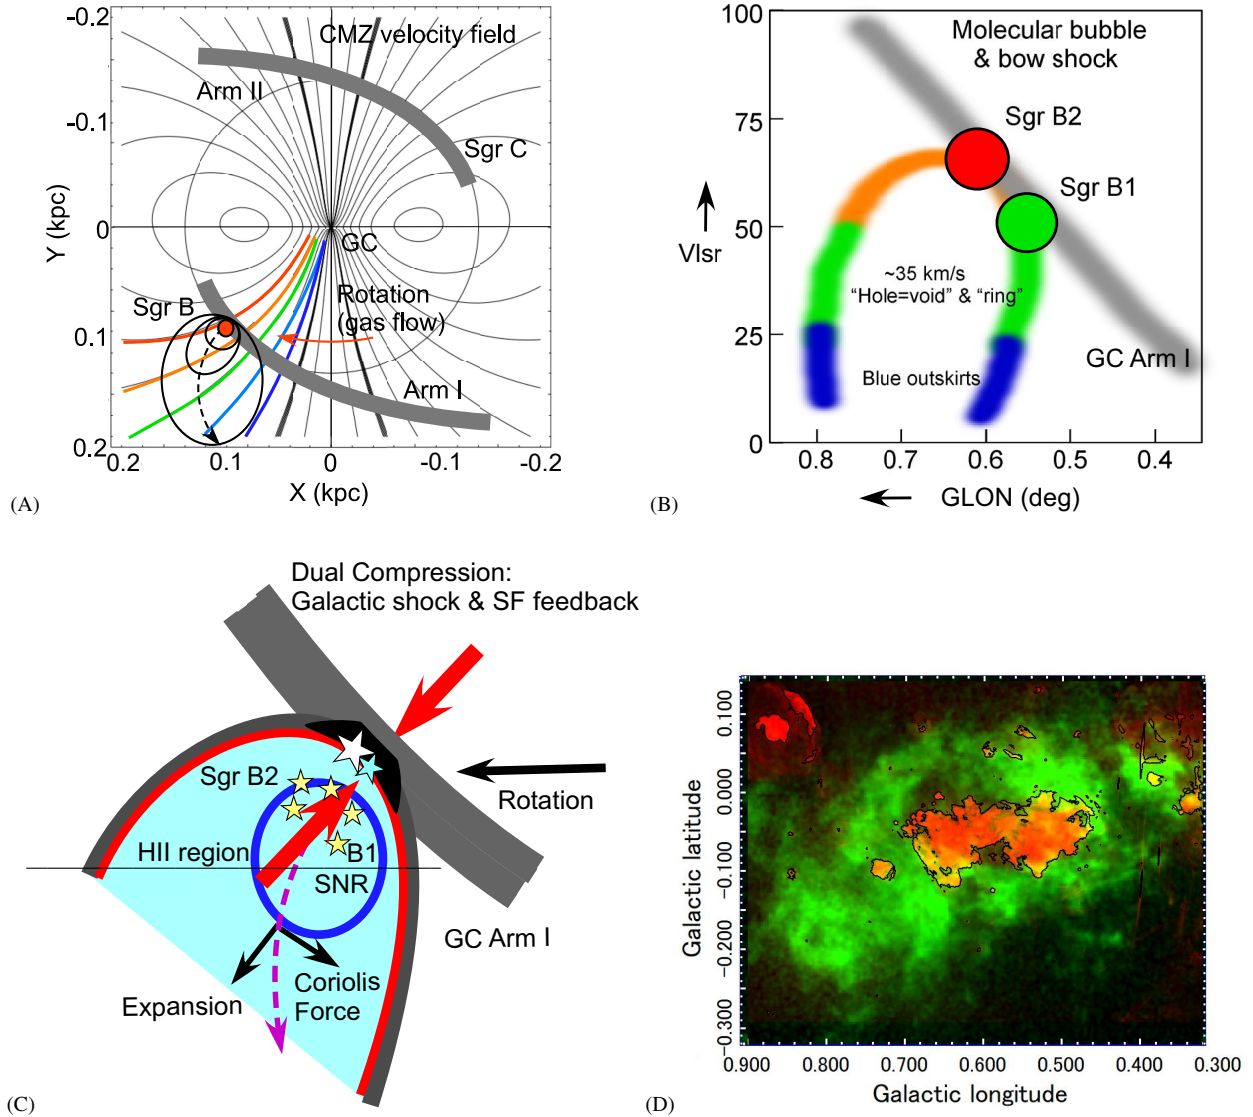 CMZ velocity field
Arm II
Sgr C
GC
Sgr B
Rotation
(gas flow)
Arm I
-0.2
-0.1
0
0.1
0.2
Y (kpc)
0.2
0.1
0
-0.1
-0.2
X (kpc)
(A)
Molecular bubble
& bow shock
Sgr B2
Sgr B1
~35 km/s
“Hole=void” & “ring”
Blue outskirts
GC Arm I
100
75
50
25
0
Vlsr
0.8
0.7
0.6
0.5
0.4
GLON (deg)
(B)
Dual Compression:
Galactic shock & SF feedback
Sgr B2
Rotation
HII region
B1
SNR
GC Arm I
Coriolis
Force
Expansion
(C)
0.100
0.000
-0.100
-0.200
-0.300
Galactic latitude
0.900
0.800
0.700
0.600
0.500
0.400
0.300
Galactic longitude
(D)